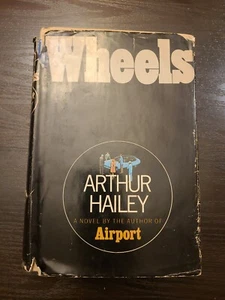 Wheels
ARTHUR
HAILEY
A NOVEL BY THE AUTHOR OF
Airport